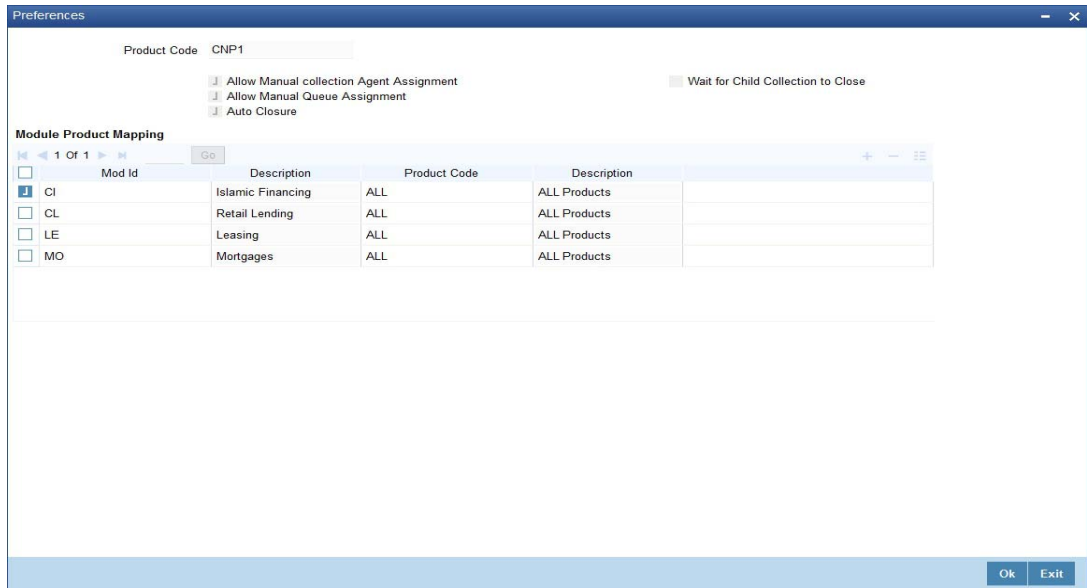 Preferences
Product Code CNP1
Allow Manual collection Agent Assignment Wait for Child Collection to Close
Allow Manual Queue Assignment
Auto Closure
Module Product Mapping
1 Of 1 Go
Mod Id Description Product Code Description
CI Islamic Financing ALL ALL Products
CL Retail Lending ALL ALL Products
LE Leasing ALL ALL Products
MO Mortgages ALL ALL Products
Ok Exit